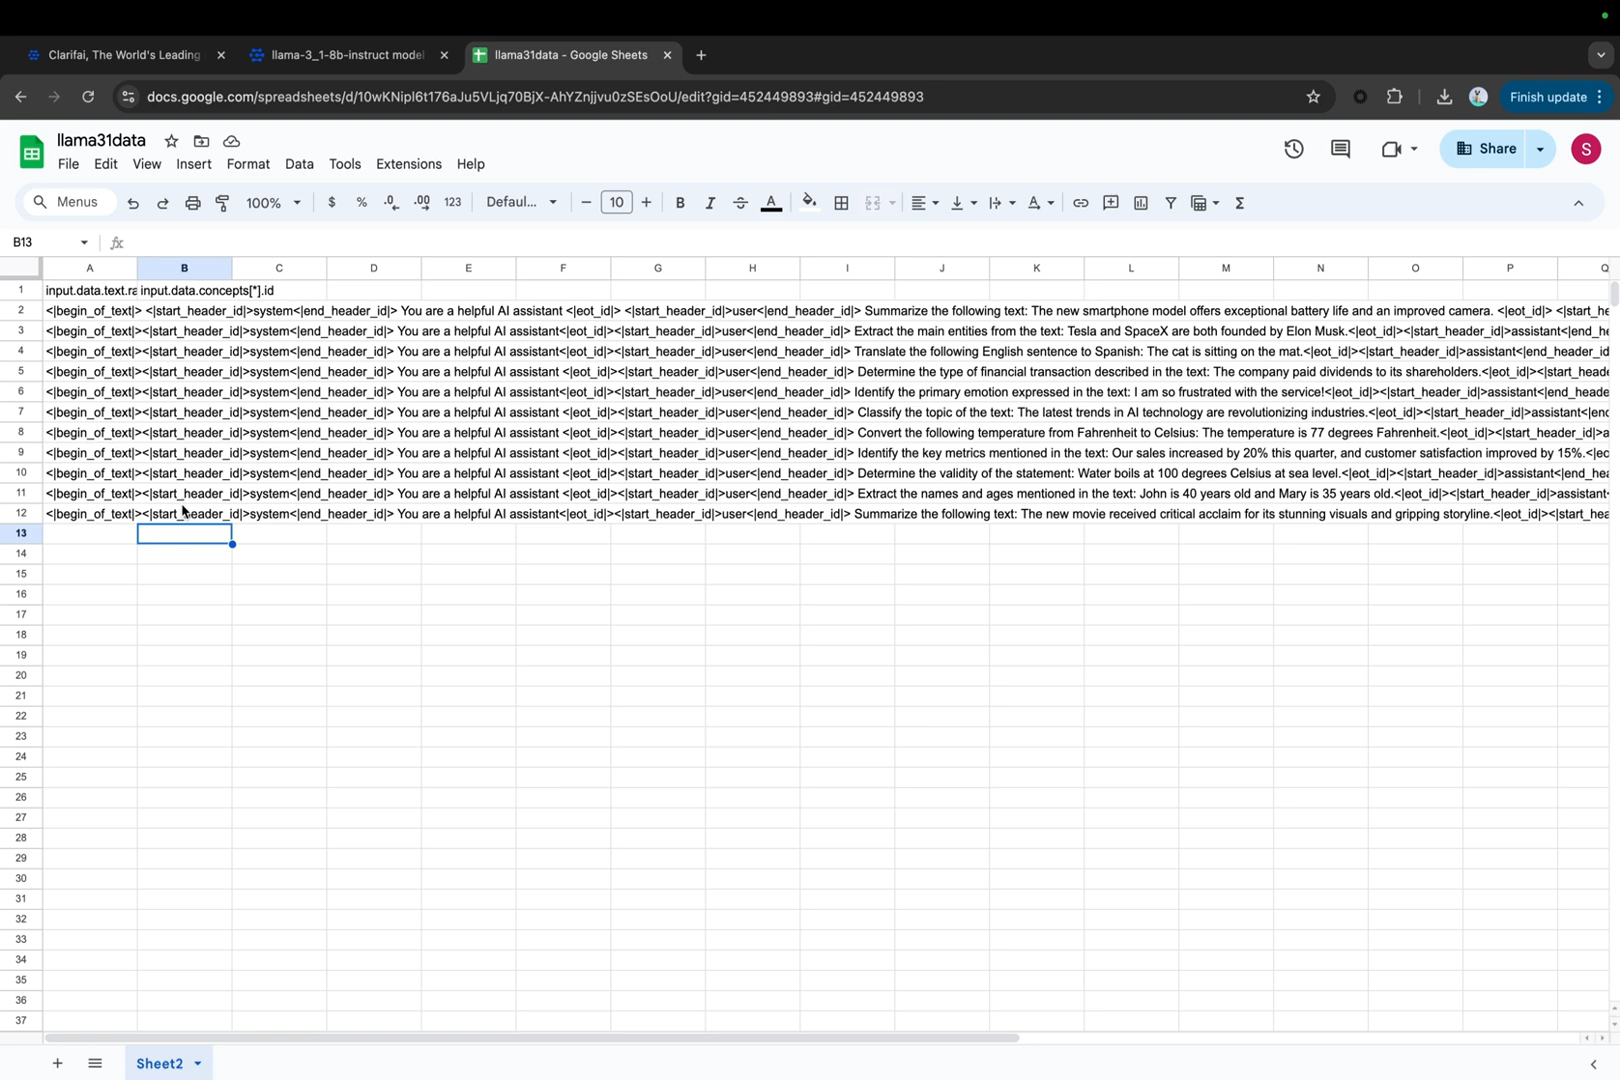 Clarifai, The World's Leading
llama-3_1-8b-instruct model
llama31data - Google Sheets
docs.google.com/spreadsheets/d/10wKNipl6t176aJu5VLjq70BjX-AhYZnjjvu0zSEsOoU/edit?gid=452449893#gid=452449893
Finish update
llama31data
File Edit View Insert Format Data Tools Extensions Help
Share
S
Menus 100% $ % .0 .00 123 Defaul... 10 B I A
B13
A B C D E F G H I J K L M N O P Q
1 input.data.text.ra input.data.concepts[*].id
2 <|begin_of_text|> <|start_header_id|>system<|end_header_id|> You are a helpful AI assistant <|eot_id|> <|start_header_id|>user<|end_header_id|> Summarize the following text: The new smartphone model offers exceptional battery life and an improved camera. <|eot_id|> <|start_he
3 <|begin_of_text|><|start_header_id|>system<|end_header_id|> You are a helpful AI assistant <|eot_id|><|start_header_id|>user<|end_header_id|> Extract the main entities from the text: Tesla and SpaceX are both founded by Elon Musk.<|eot_id|><|start_header_id|>assistant<|end_he
4 <|begin_of_text|><|start_header_id|>system<|end_header_id|> You are a helpful AI assistant <|eot_id|><|start_header_id|>user<|end_header_id|> Translate the following English sentence to Spanish: The cat is sitting on the mat.<|eot_id|><|start_header_id|>assistant<|end_header_id
5 <|begin_of_text|><|start_header_id|>system<|end_header_id|> You are a helpful AI assistant <|eot_id|><|start_header_id|>user<|end_header_id|> Determine the type of financial transaction described in the text: The company paid dividends to its shareholders.<|eot_id|><|start_heade
6 <|begin_of_text|><|start_header_id|>system<|end_header_id|> You are a helpful AI assistant <|eot_id|><|start_header_id|>user<|end_header_id|> Identify the primary emotion expressed in the text: I am so frustrated with the service!<|eot_id|><|start_header_id|>assistant<|end_heade
7 <|begin_of_text|><|start_header_id|>system<|end_header_id|> You are a helpful AI assistant <|eot_id|><|start_header_id|>user<|end_header_id|> Classify the topic of the text: The latest trends in AI technology are revolutionizing industries.<|eot_id|><|start_header_id|>assistant<|enc
8 <|begin_of_text|><|start_header_id|>system<|end_header_id|> You are a helpful AI assistant <|eot_id|><|start_header_id|>user<|end_header_id|> Convert the following temperature from Fahrenheit to Celsius: The temperature is 77 degrees Fahrenheit.<|eot_id|><|start_header_id|>a
9 <|begin_of_text|><|start_header_id|>system<|end_header_id|> You are a helpful AI assistant <|eot_id|><|start_header_id|>user<|end_header_id|> Identify the key metrics mentioned in the text: Our sales increased by 20% this quarter, and customer satisfaction improved by 15%.<|eo
10 <|begin_of_text|><|start_header_id|>system<|end_header_id|> You are a helpful AI assistant <|eot_id|><|start_header_id|>user<|end_header_id|> Determine the validity of the statement: Water boils at 100 degrees Celsius at sea level.<|eot_id|><|start_header_id|>assistant<|end_hea
11 <|begin_of_text|><|start_header_id|>system<|end_header_id|> You are a helpful AI assistant <|eot_id|><|start_header_id|>user<|end_header_id|> Extract the names and ages mentioned in the text: John is 40 years old and Mary is 35 years old.<|eot_id|><|start_header_id|>assistant
12 <|begin_of_text|><|start_header_id|>system<|end_header_id|> You are a helpful AI assistant<|eot_id|><|start_header_id|>user<|end_header_id|> Summarize the following text: The new movie received critical acclaim for its stunning visuals and gripping storyline.<|eot_id|><|start_hea
13
14
15
16
17
18
19
20
21
22
23
24
25
26
27
28
29
30
31
32
33
34
35
36
37
Sheet2